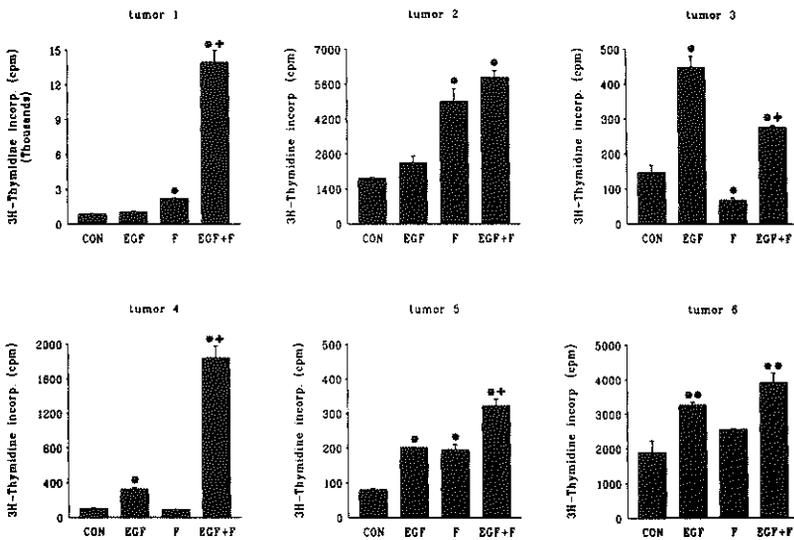 tumor 1
3H-Thymidine incorp. (cpm)
(Thousands)
15
12
9
6
3
0
*
*+
CON EGF F EGF+F
tumor 2
3H-Thymidine incorp (cpm)
7000
5600
4200
2800
1400
0
*
*
CON EGF F EGF+F
tumor 3
3H-Thymidine incorp (cpm)
500
400
300
200
100
0
*
*
*+
CON EGF F EGF+F
tumor 4
3H-Thymidine incorp. (cpm)
2000
1600
1200
800
400
0
*
*+
CON EGF F EGF+F
tumor 5
3H-Thymidine incorp. (cpm)
500
400
300
200
100
0
*
*
*+
CON EGF F EGF+F
tumor 6
3H-Thymidine incorp (cpm)
5000
4000
3000
2000
1000
0
**
**
CON EGF F EGF+F